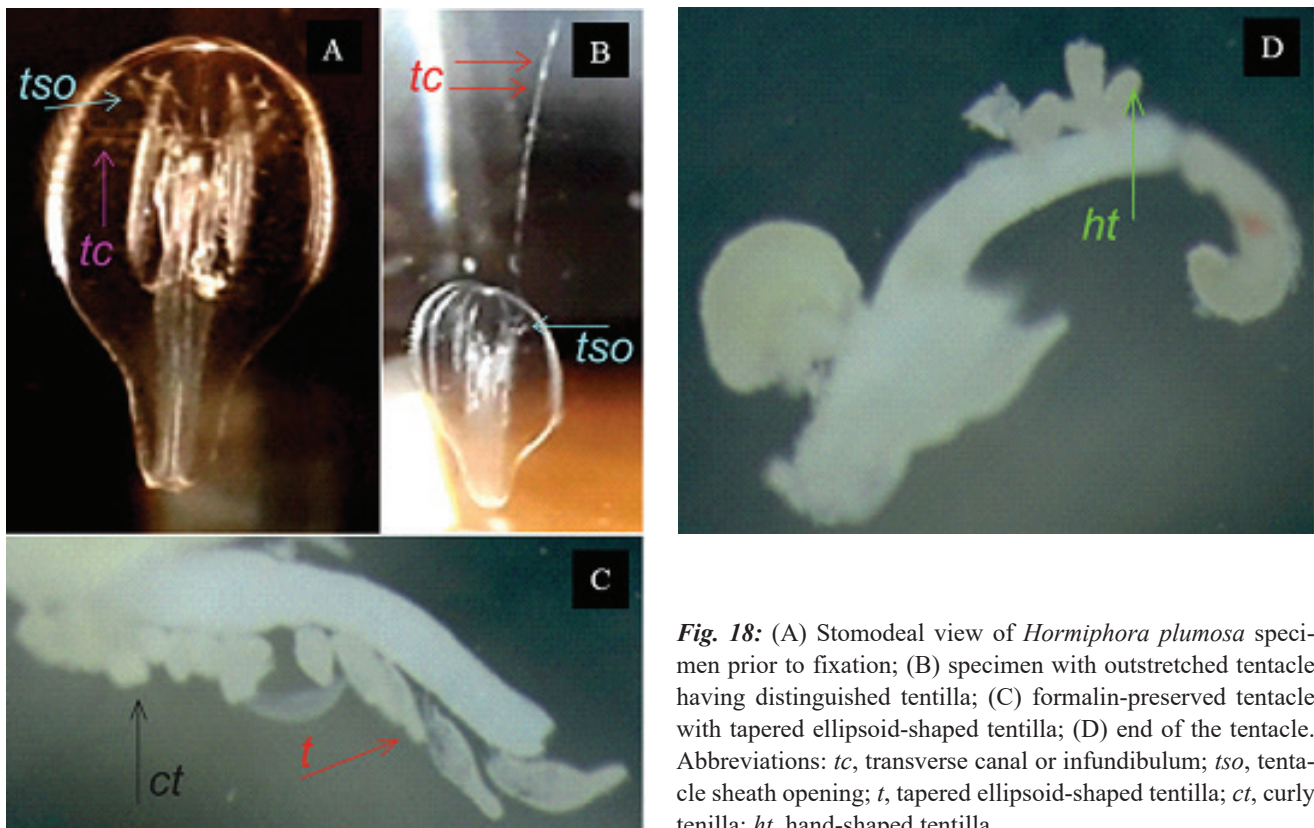 A
tso
tc
B
tc
tso
D
ht
C
t
ct
Fig. 18: (A) Stomodeal view of Hormiphora plumosa speci-
men prior to fixation; (B) specimen with outstretched tentacle
having distinguished tentilla; (C) formalin-preserved tentacle
with tapered ellipsoid-shaped tentilla; (D) end of the tentacle.
Abbreviations: tc, transverse canal or infundibulum; tso, tenta-
cle sheath opening; t, tapered ellipsoid-shaped tentilla; ct, curly
tenilla; ht, hand-shaped tentilla